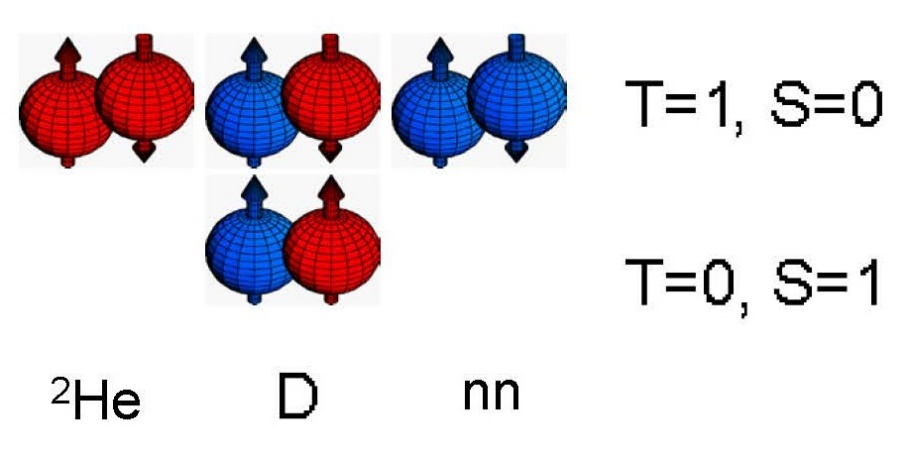 T=1, S=0
T=0, S=1
²He D nn